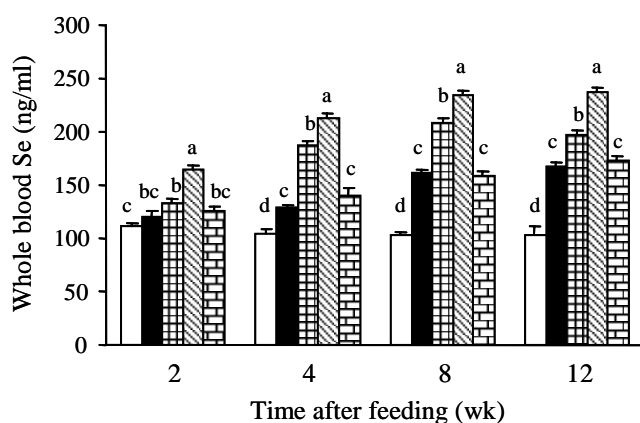 Whole blood Se (ng/ml)
300
250
200
150
100
50
0
c bc b a bc
d c b a c
d c b a c
d c b a c
2 4 8 12
Time after feeding (wk)